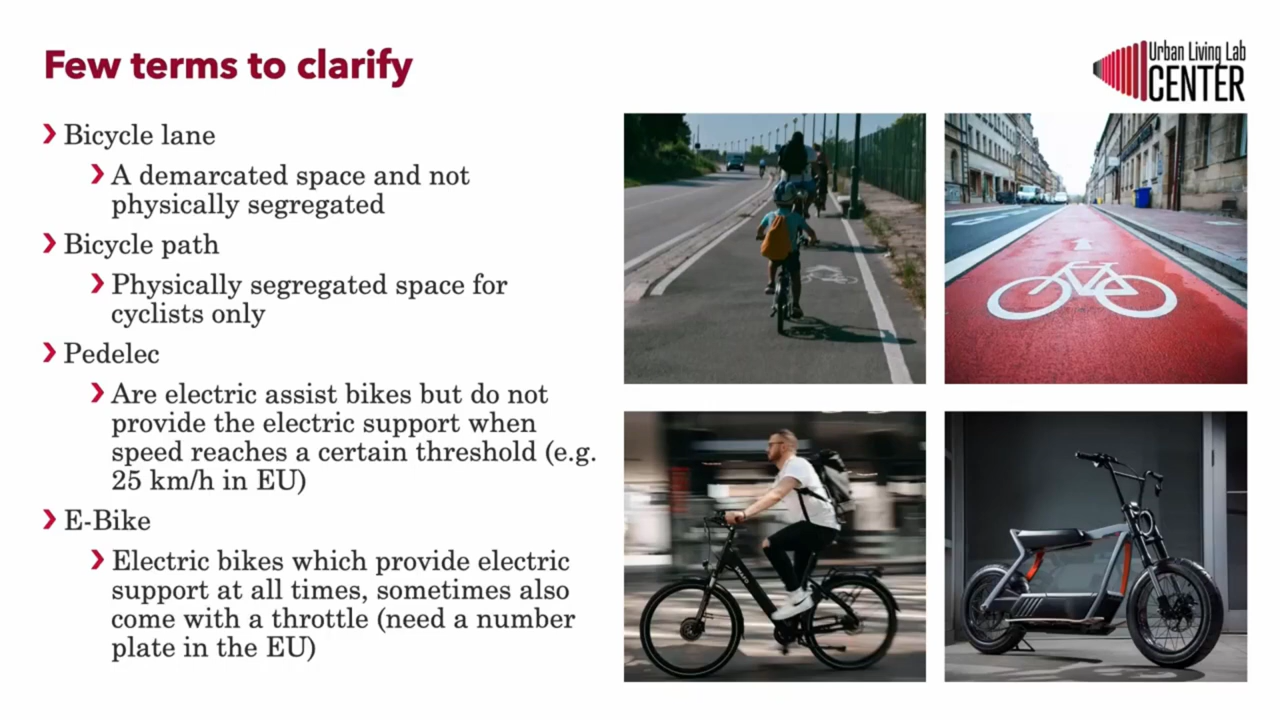 Few terms to clarify
Urban Living Lab
CENTER
Bicycle lane
A demarcated space and not
physically segregated
Bicycle path
Physically segregated space for
cyclists only
Pedelec
Are electric assist bikes but do not
provide the electric support when
speed reaches a certain threshold (e.g.
25 km/h in EU)
E-Bike
Electric bikes which provide electric
support at all times, sometimes also
come with a throttle (need a number
plate in the EU)